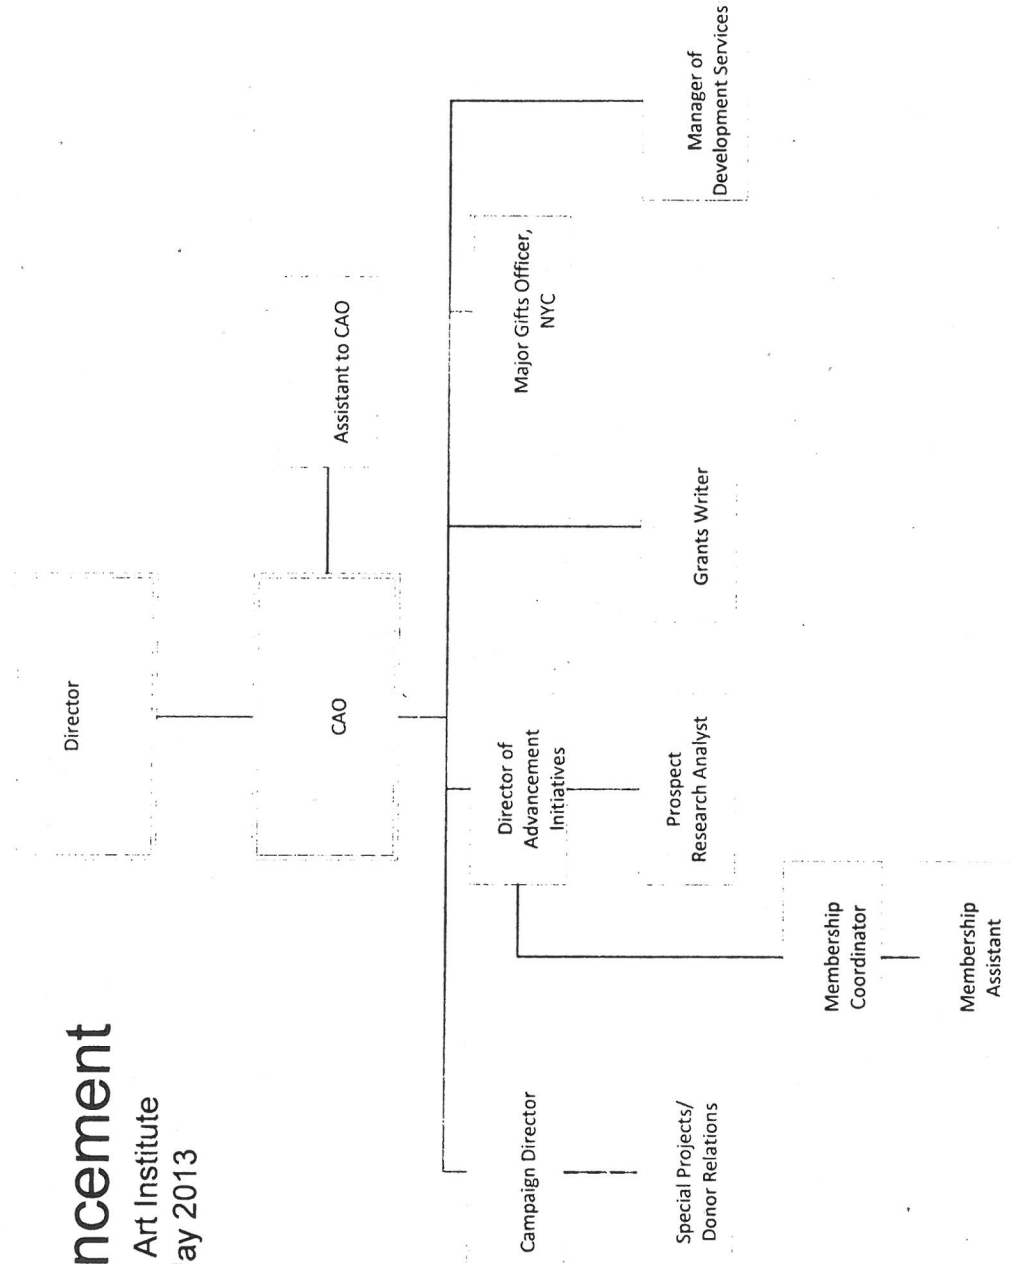 ncement
Art Institute
ay 2013
Director
CAO
Assistant to CAO
Campaign Director
Director of
Advancement
Initiatives
Major Gifts Officer,
NYC
Special Projects/
Donor Relations
Prospect
Research Analyst
Grants Writer
Manager of
Development Services
Membership
Coordinator
Membership
Assistant